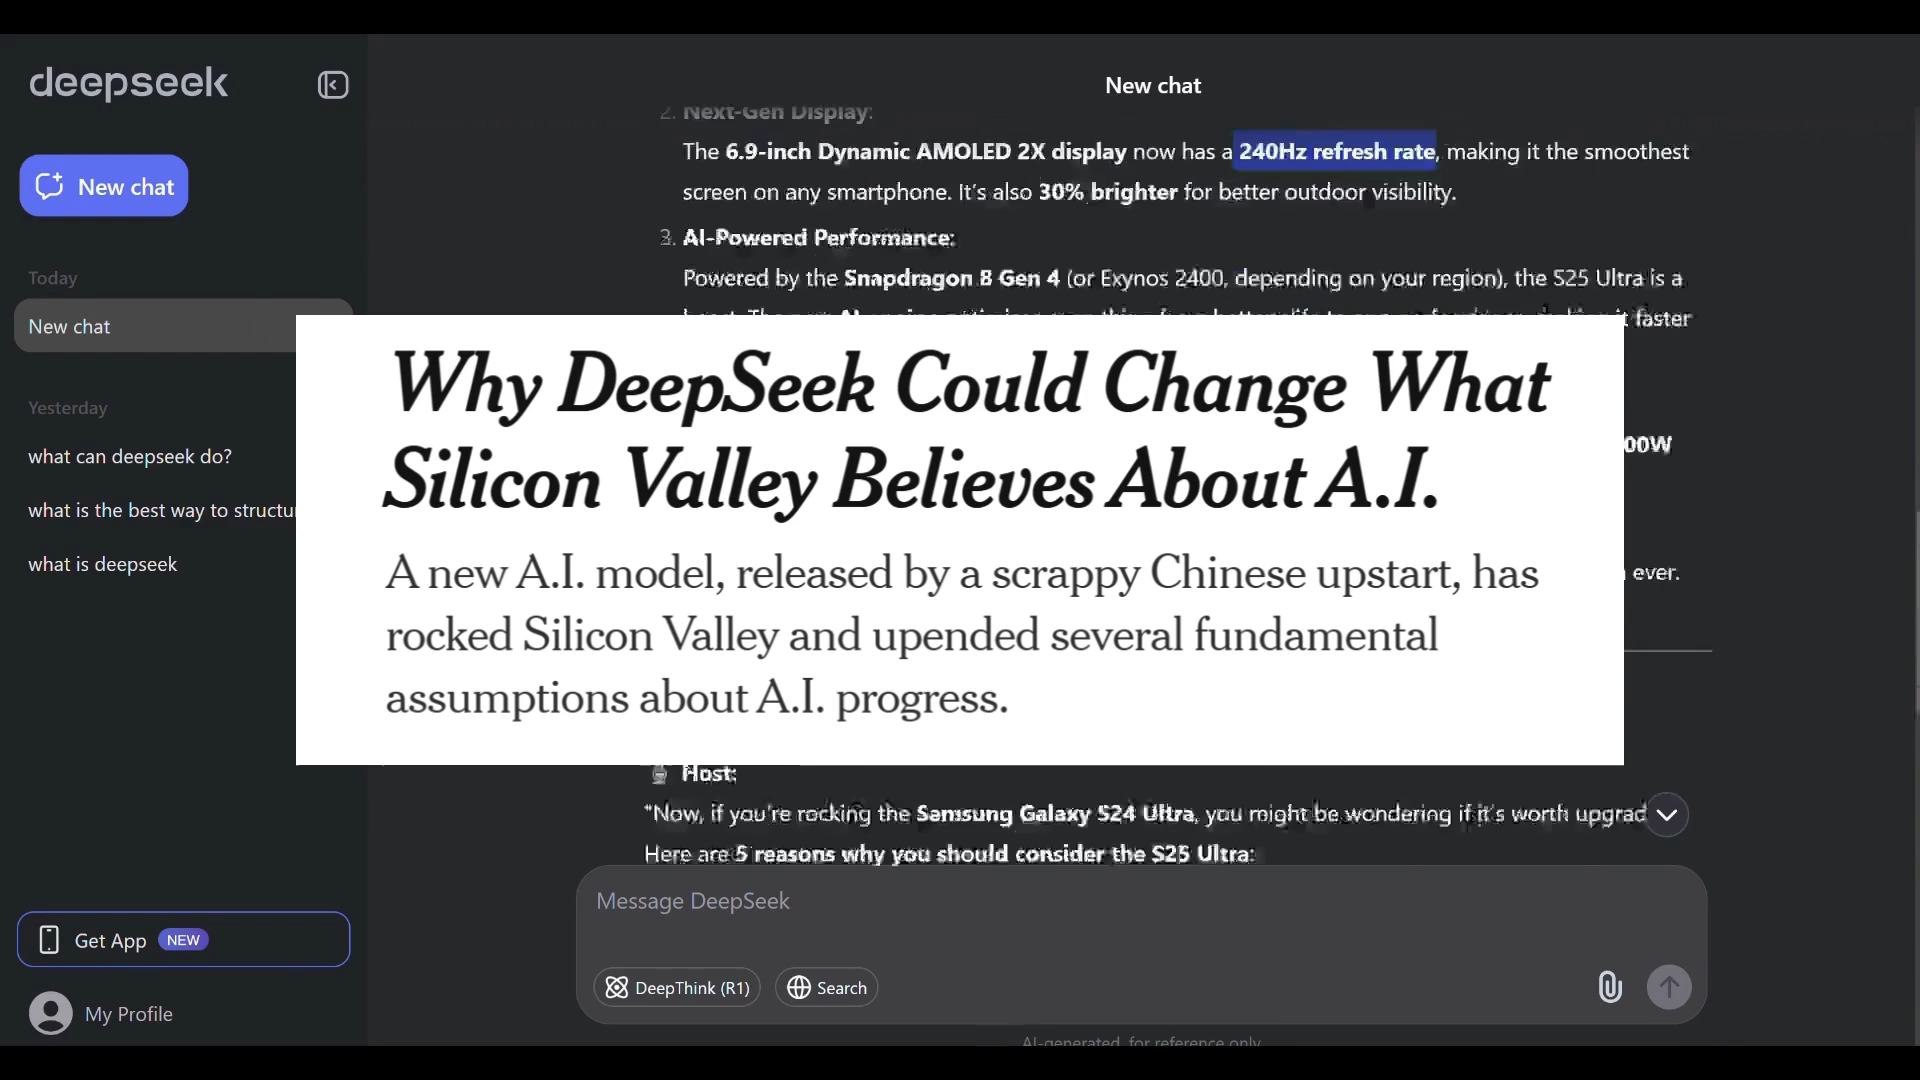 deepseek
New chat
Today
New chat
Yesterday
what can deepseek do?
what is the best way to structu
what is deepseek
Get App NEW
My Profile
New chat
2. Next-Gen Display:
The 6.9-inch Dynamic AMOLED 2X display now has a 240Hz refresh rate, making it the smoothest
screen on any smartphone. It's also 30% brighter for better outdoor visibility.
3. AI-Powered Performance:
Powered by the Snapdragon 8 Gen 4 (or Exynos 2400, depending on your region), the S25 Ultra is a
it faster
00W
ever.
Why DeepSeek Could Change What
Silicon Valley Believes About A.I.
A new A.I. model, released by a scrappy Chinese upstart, has
rocked Silicon Valley and upended several fundamental
assumptions about A.I. progress.
Host:
"Now, if you're rocking the Samsung Galaxy S24 Ultra, you might be wondering if it's worth upgrad
Here are 5 reasons why you should consider the S25 Ultra:
Message DeepSeek
DeepThink (R1) Search
AI-generated, for reference only